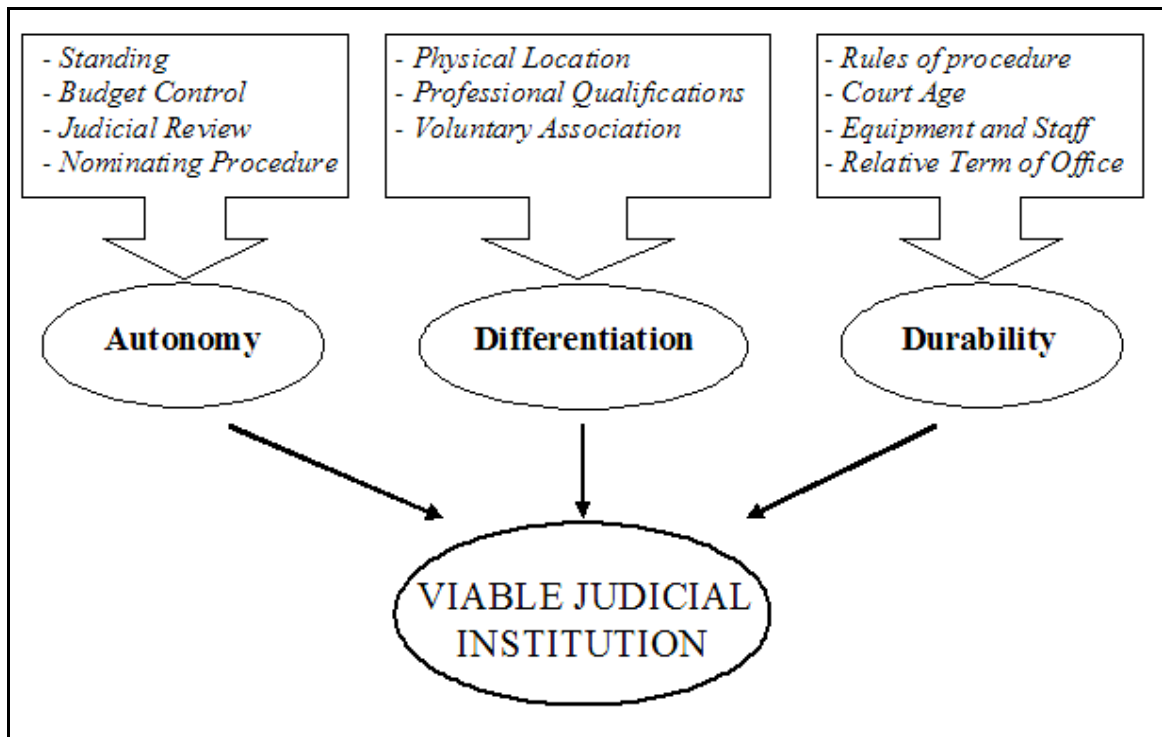 - Standing
- Budget Control
- Judicial Review
- Nominating Procedure
- Physical Location
- Professional Qualifications
- Voluntary Association
- Rules of procedure
- Court Age
- Equipment and Staff
- Relative Term of Office
Autonomy
Differentiation
Durability
VIABLE JUDICIAL
INSTITUTION